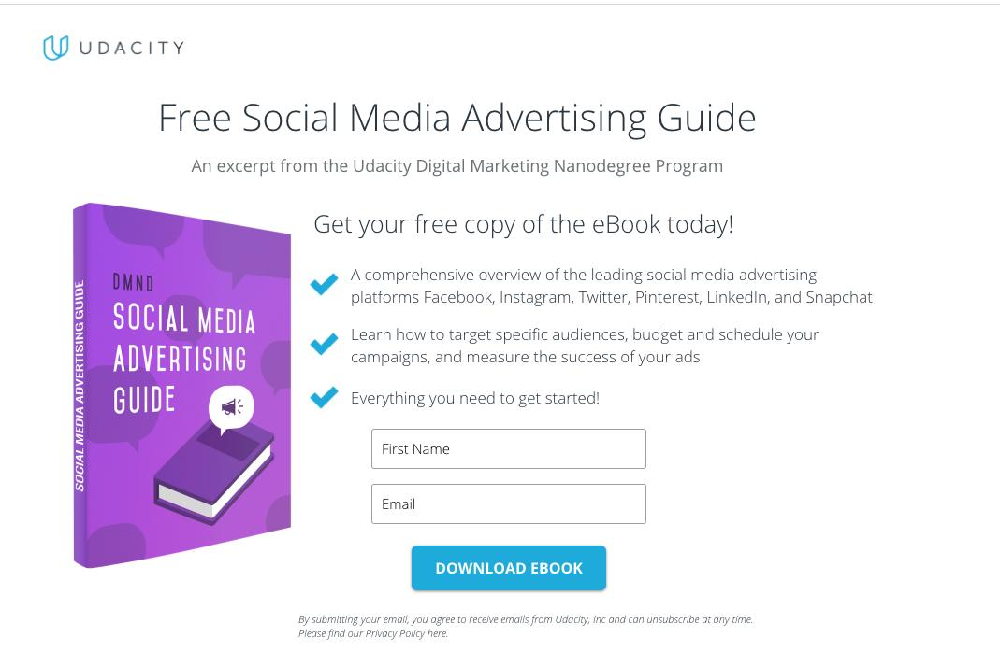 UDACITY
Free Social Media Advertising Guide
An excerpt from the Udacity Digital Marketing Nanodegree Program
SOCIAL MEDIA ADVERTISING GUIDE
DMND
SOCIAL MEDIA
ADVERTISING
GUIDE
Get your free copy of the eBook today!
A comprehensive overview of the leading social media advertising
platforms Facebook, Instagram, Twitter, Pinterest, LinkedIn, and Snapchat
Learn how to target specific audiences, budget and schedule your
campaigns, and measure the success of your ads
Everything you need to get started!
First Name
Email
DOWNLOAD EBOOK
By submitting your email, you agree to receive emails from Udacity, Inc and can unsubscribe at any time.
Please find our Privacy Policy here.